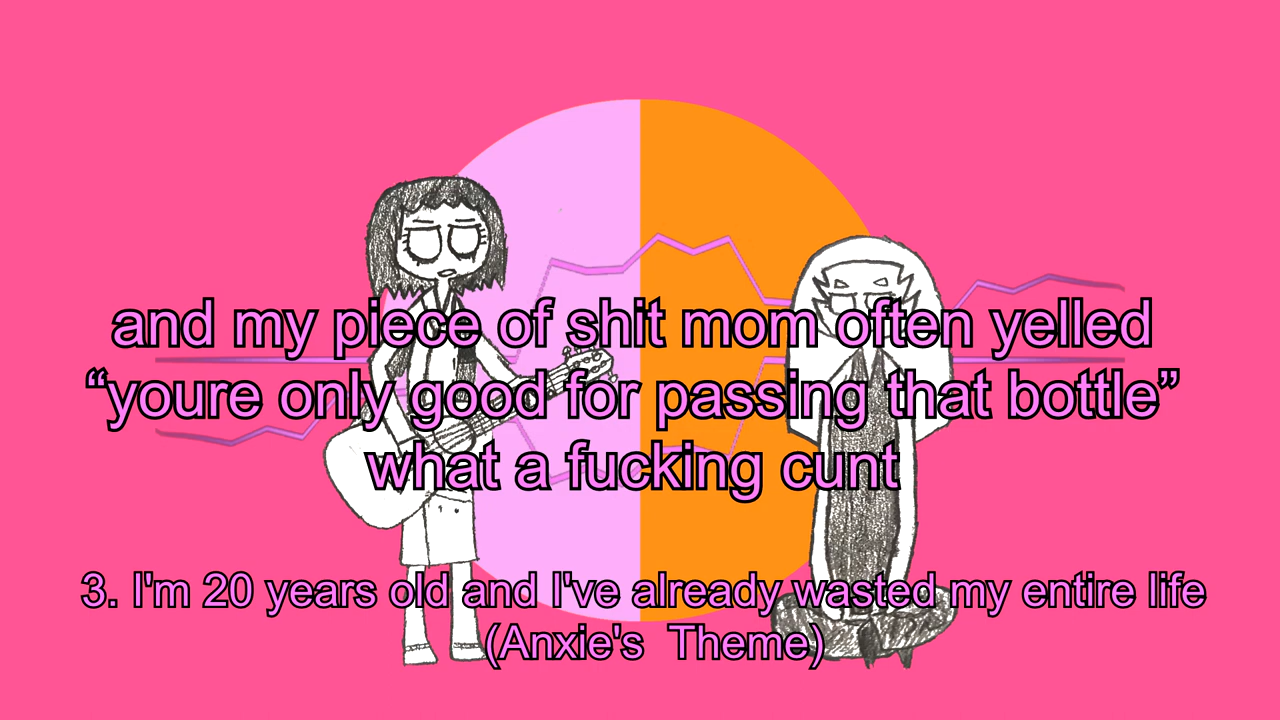 and my piece of shit mom often yelled
“youre only good for passing that bottle”
what a fucking cunt
3. I'm 20 years old and I've already wasted my entire life
(Anxie's  Theme)